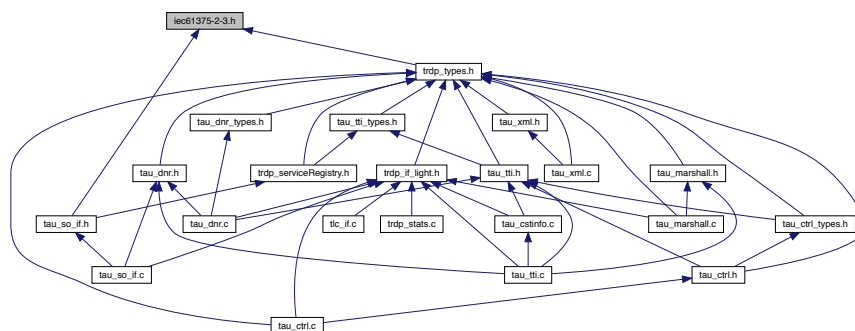 iec61375-2-3.h
trdp_types.h
tau_dnr_types.h
tau_tti_types.h
tau_xml.h
tau_dnr.h
trdp_serviceRegistry.h
trdp_if_light.h
tau_tti.h
tau_xml.c
tau_marshall.h
tau_so_if.h
tau_dnr.c
tlc_if.c
trdp_stats.c
tau_cstinfo.c
tau_marshall.c
tau_ctrl_types.h
tau_so_if.c
tau_tti.c
tau_ctrl.h
tau_ctrl.c